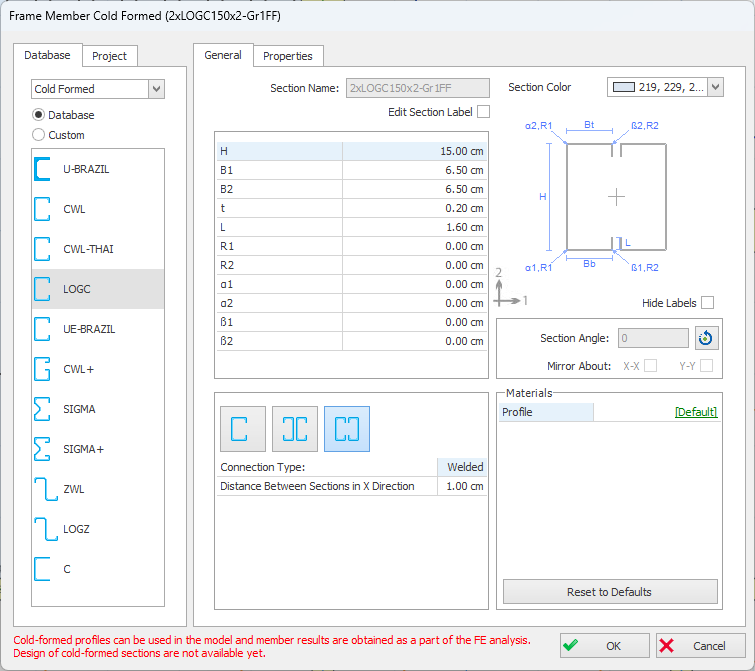 Frame Member Cold Formed (2xLOGC150x2-Gr1FF)
Database Project
Cold Formed
Database
Custom
U-BRAZIL
CWL
CWL-THAI
LOGC
UE-BRAZIL
CWL+
SIGMA
SIGMA+
ZWL
LOGZ
C
General Properties
Section Name: 2xLOGC150x2-Gr1FF
Edit Section Label
Section Color 219, 229, 2...
H 15.00 cm
B1 6.50 cm
B2 6.50 cm
t 0.20 cm
L 1.60 cm
R1 0.00 cm
R2 0.00 cm
α1 0.00 cm
α2 0.00 cm
ß1 0.00 cm
ß2 0.00 cm
α2,R1 Bt ß2,R2
H
L
α1,R1 Bb ß1,R2
2
1
Hide Labels
Section Angle: 0
Mirror About: X-X Y-Y
Connection Type: Welded
Distance Between Sections in X Direction 1.00 cm
Materials
Profile [Default]
Reset to Defaults
Cold-formed profiles can be used in the model and member results are obtained as a part of the FE analysis.
Design of cold-formed sections are not available yet.
OK Cancel